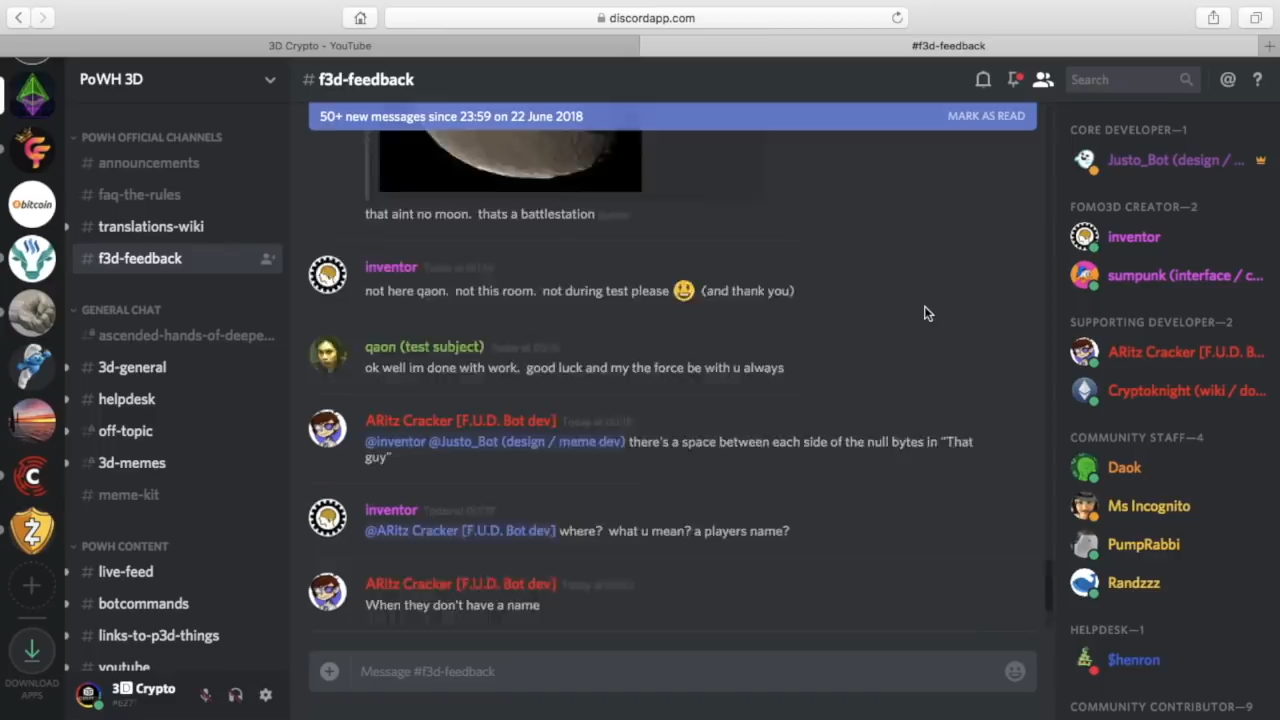 discordapp.com
3D Crypto - YouTube
#f3d-feedback
PoWH 3D
# f3d-feedback
Search
@
?
50+ new messages since 23:59 on 22 June 2018
MARK AS READ
bitcoin
POWH OFFICIAL CHANNELS
# announcements
# faq-the-rules
# translations-wiki
# f3d-feedback
GENERAL CHAT
ascended-hands-of-deepe...
# 3d-general
# helpdesk
# off-topic
3d-memes
# meme-kit
POWH CONTENT
# live-feed
# botcommands
# links-to-p3d-things
# youtube
DOWNLOAD
APPS
3D Crypto
that aint no moon. thats a battlestation
inventor
not here qaon. not this room. not during test please (and thank you)
qaon (test subject)
ok well im done with work. good luck and my the force be with u always
ARitz Cracker [F.U.D. Bot dev]
@inventor @Justo_Bot (design / meme dev) there's a space between each side of the null bytes in "That
guy"
inventor
@ARitz Cracker [F.U.D. Bot dev] where? what u mean? a players name?
ARitz Cracker [F.U.D. Bot dev]
When they don't have a name
Message #f3d-feedback
CORE DEVELOPER—1
Justo_Bot (design / ...
FOMO3D CREATOR—2
inventor
sumpunk (interface / c...
SUPPORTING DEVELOPER—2
ARitz Cracker [F.U.D. B...
Cryptoknight (wiki / do...
COMMUNITY STAFF—4
Daok
Ms Incognito
PumpRabbi
Randzzz
HELPDESK—1
$henron
COMMUNITY CONTRIBUTOR—9